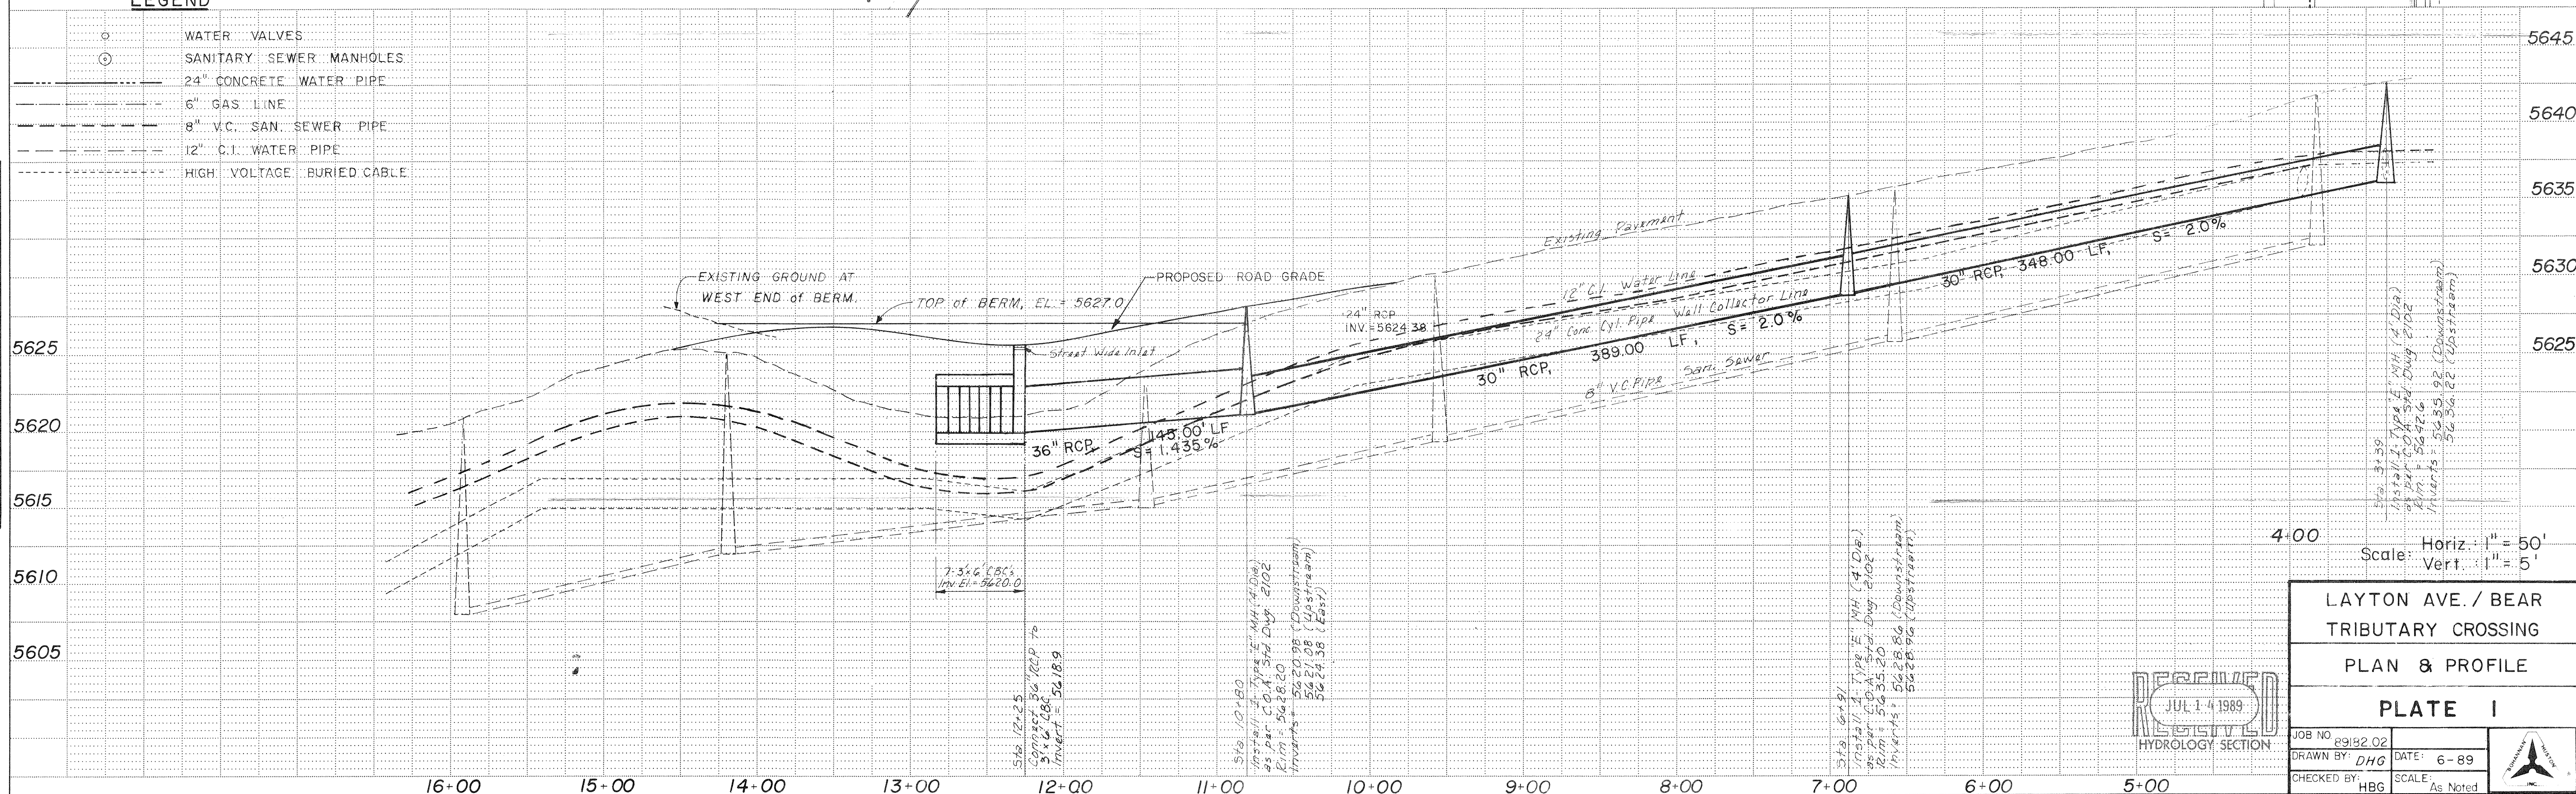 LEGEND
WATER VALVES
SANITARY SEWER MANHOLES
24" CONCRETE WATER PIPE
6" GAS LINE
8" V.C. SAN. SEWER PIPE
12" C.I. WATER PIPE
HIGH VOLTAGE BURIED CABLE
5645
5640
5635
5630
5625
5625
5620
5615
5610
5605
EXISTING GROUND AT
WEST END of BERM.
TOP of BERM, EL. = 5627.0
PROPOSED ROAD GRADE
Street Wide Inlet
Existing Pavement
12" C.I. Water Line
24" Conc. Cyl. Pipe Wall Collector Line
8" V.C. Pipe San. Sewer
24" RCP
INV. = 5624.38
36" RCP,
145.00' LF
S = 1.435%
30" RCP, 389.00 LF, S = 2.0%
30" RCP, 348.00 LF, S = 2.0%
7-3'x6' CBC's
Inv. El. = 5620.0
Sta. 12+25
Connect 36" RCP to
3'x6' CBC
Invert = 5618.9
Sta. 10+80
Install 1-Type "E" MH (4' Dia)
as per C.O.A. Std Dwg. 2102
Rim = 5628.20
Inverts = 5620.98 (Downstream)
5621.08 (Upstream)
5624.38 (East)
Sta. 6+91
Install 1-Type "E" MH (4' Dia.)
as per C.O.A. Std. Dwg. 2102
Rim = 5635.20
Inverts = 5628.86 (Downstream)
5628.96 (Upstream)
Sta. 3+39
Install 1-Type "E" MH (4' Dia)
as per C.O.A. Std. Dwg. 2102
Rim = 5642.6
Inverts = 5635.92 (Downstream)
5636.22 (Upstream)
4+00
Scale: Horiz.: 1" = 50'
Vert. : 1" = 5'
LAYTON AVE. / BEAR
TRIBUTARY CROSSING
PLAN & PROFILE
PLATE 1
JOB NO. 89182.02
DRAWN BY: DHG DATE: 6-89
CHECKED BY: HBG SCALE: As Noted
BOHANNAN HUSTON INC.
RECEIVED
JUL 14 1989
HYDROLOGY SECTION
16+00 15+00 14+00 13+00 12+00 11+00 10+00 9+00 8+00 7+00 6+00 5+00